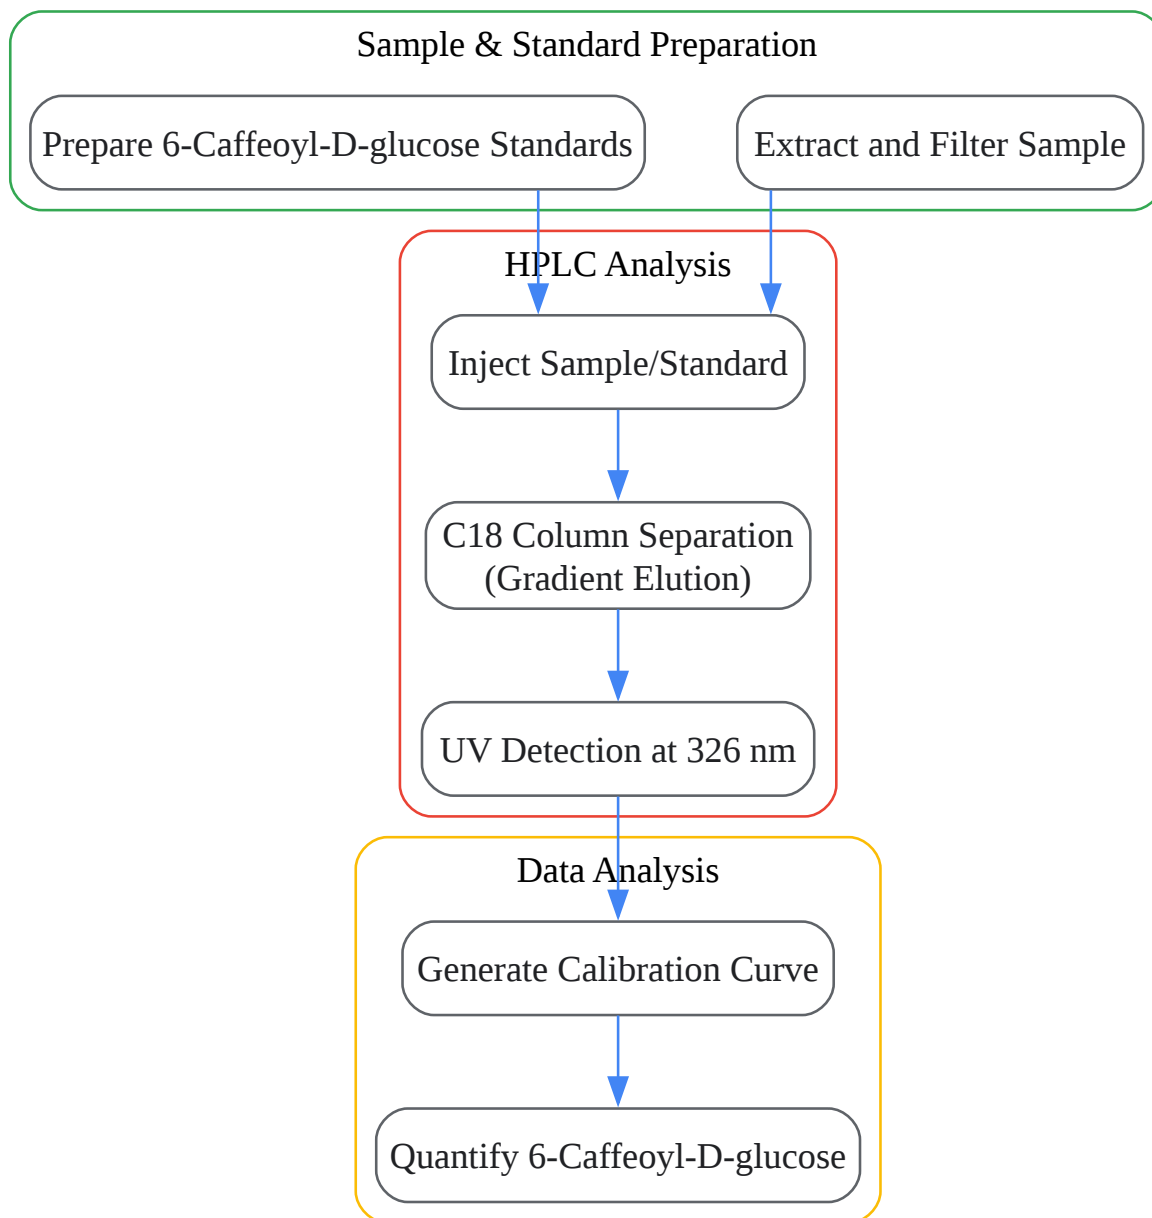 Sample & Standard Preparation
Prepare 6-Caffeoyl-D-glucose Standards
Extract and Filter Sample
HPLC Analysis
Inject Sample/Standard
C18 Column Separation
(Gradient Elution)
UV Detection at 326 nm
Data Analysis
Generate Calibration Curve
Quantify 6-Caffeoyl-D-glucose